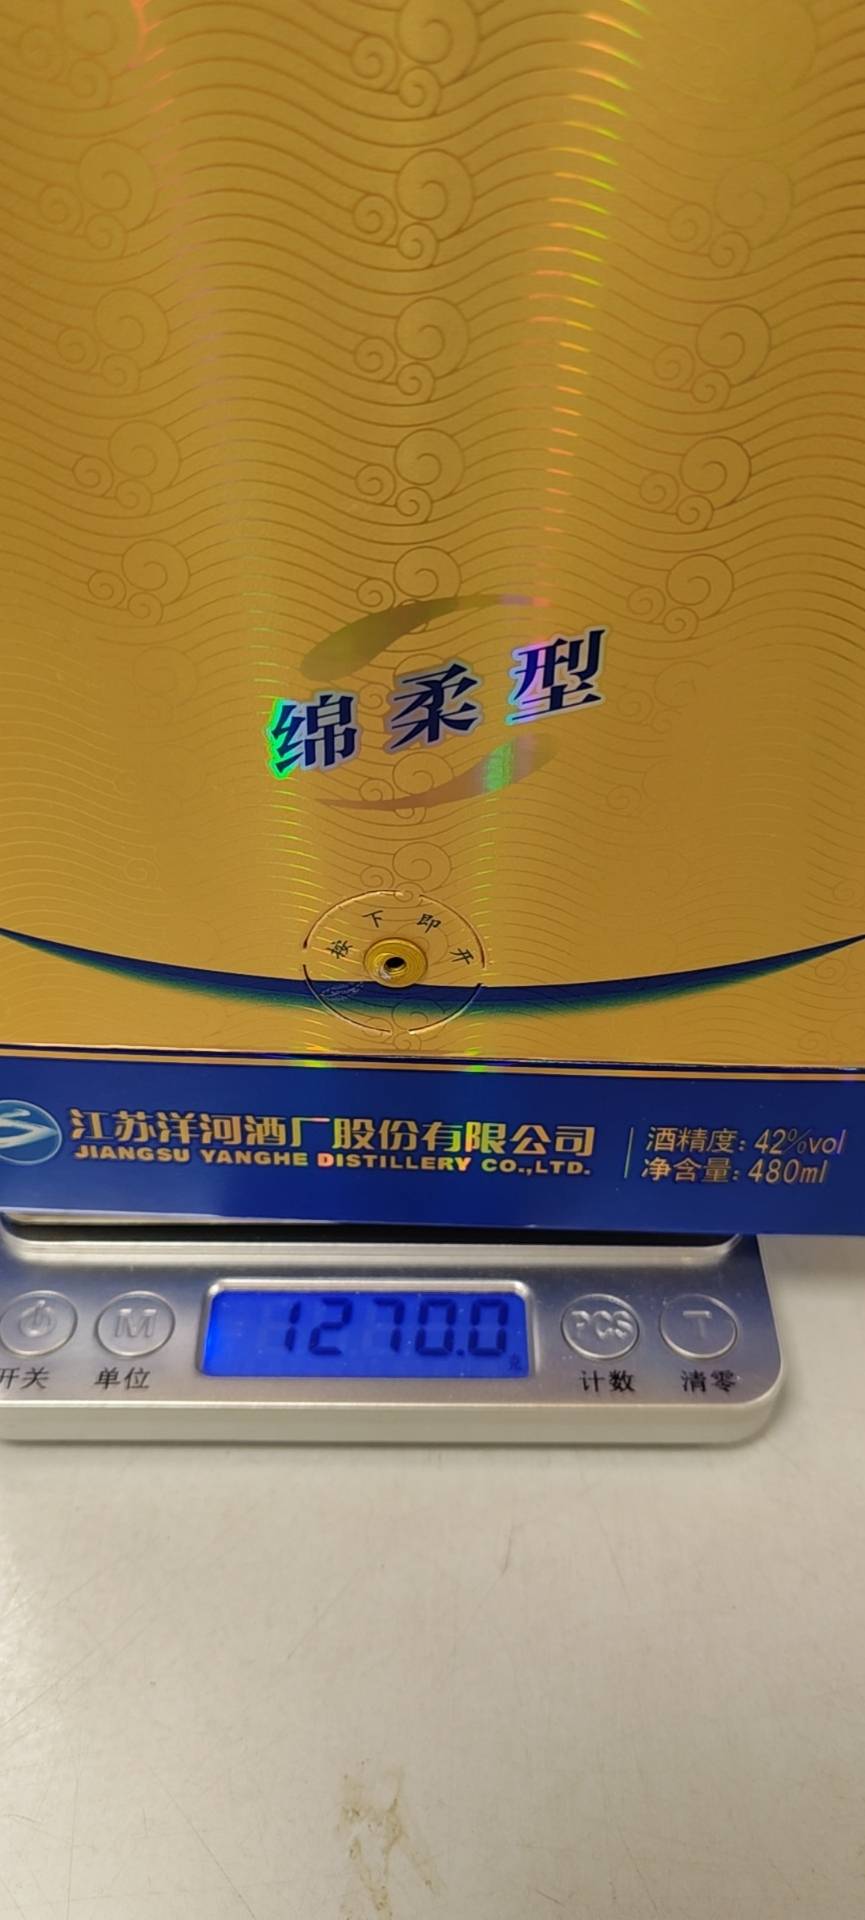 绵柔型
按下即开
江苏洋河酒厂股份有限公司
JIANGSU YANGHE DISTILLERY CO.,LTD.
酒精度:42%vol
净含量:480ml
1270.0
克
M
PCS
T
开关
单位
计数
清零